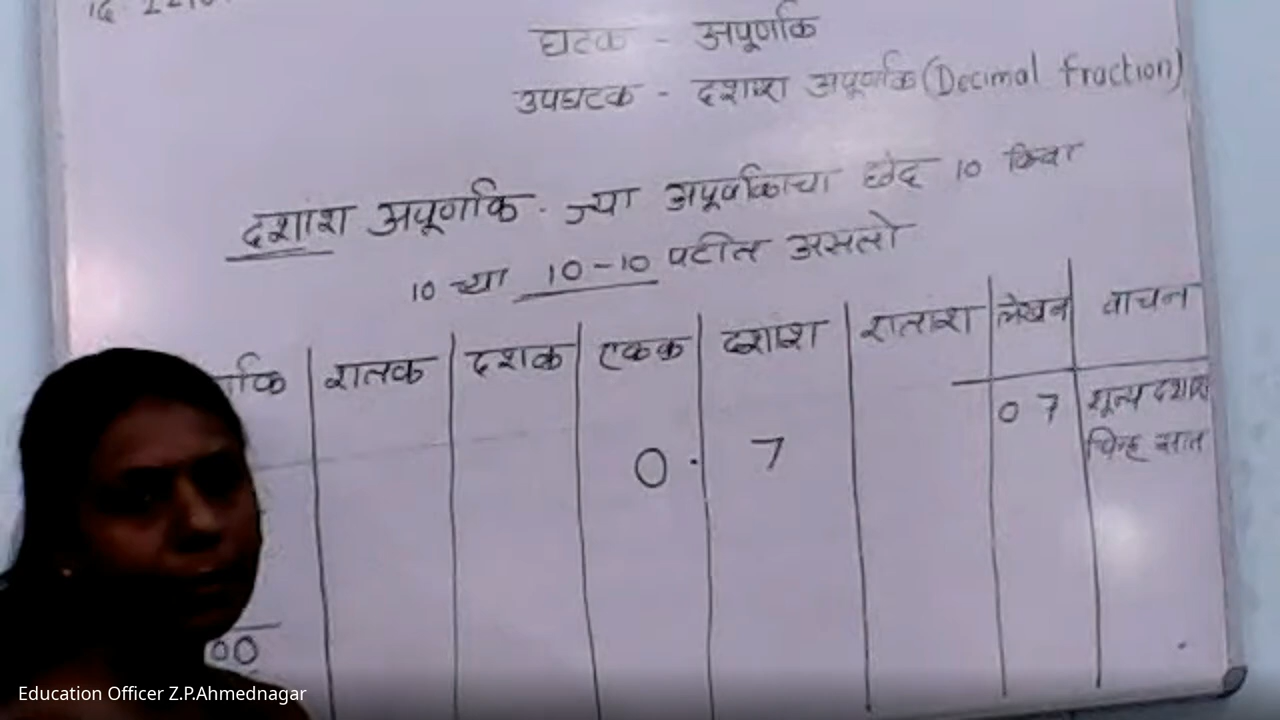 घटक - अपूर्णांक
उपघटक - दशांश अपूर्णांक (Decimal fraction)
दशांश अपूर्णांक - ज्या अपूर्णांकाचा छेद 10 किंवा
10 च्या 10-10 पटीत असतो
शतक दशक एकक दशांश शतांश लेखन वाचन
0 . 7 0 7 शून्य दशांश
चिन्ह सात
00
Education Officer Z.P.Ahmednagar